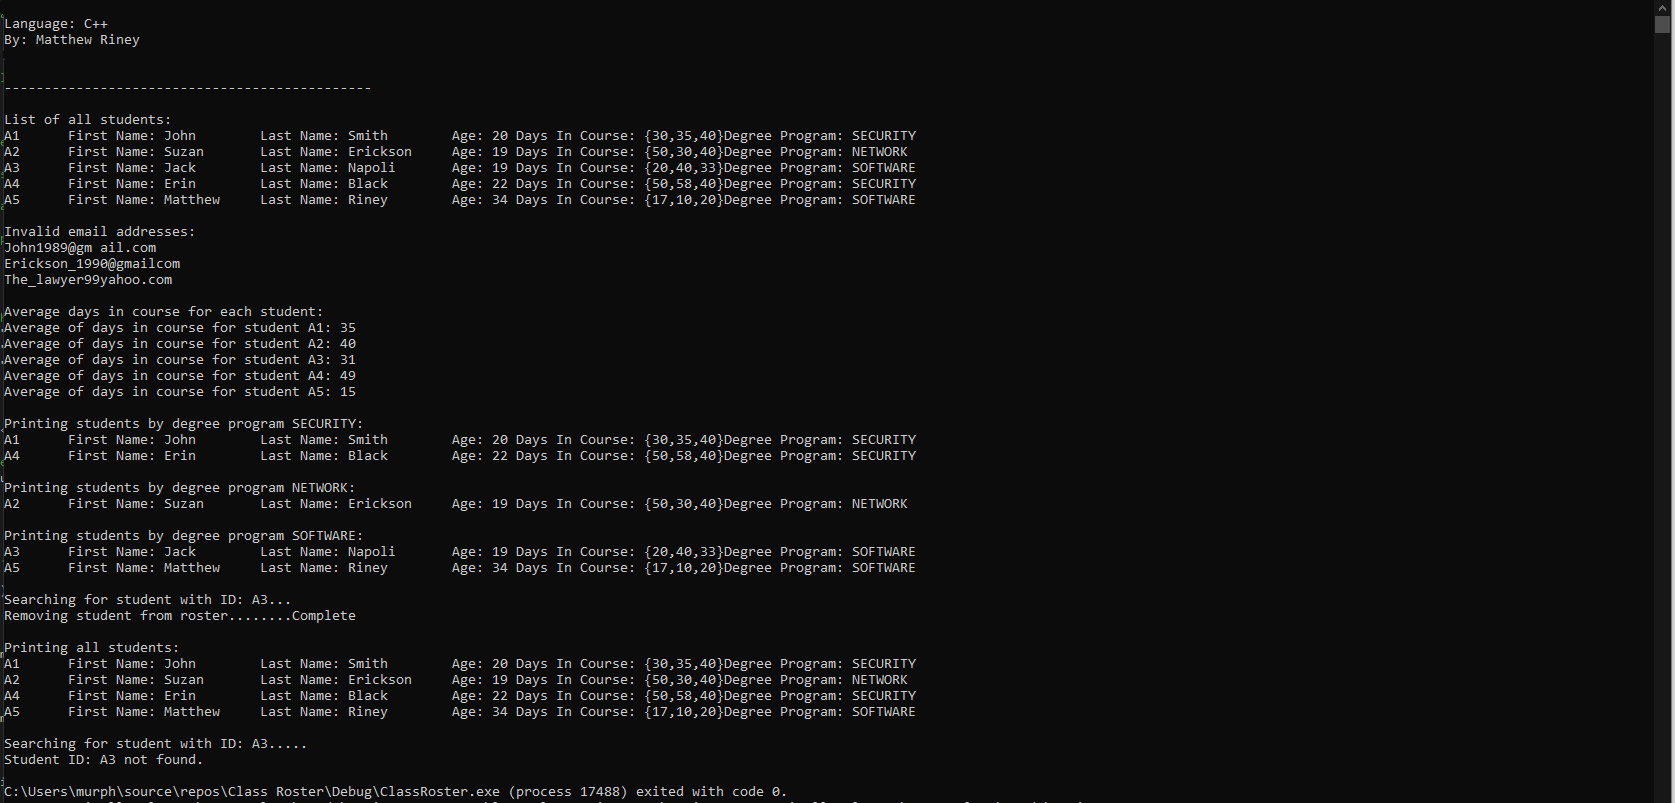 Language: C++
By: Matthew Riney
----------------------------------------------
List of all students:
A1 First Name: John Last Name: Smith Age: 20 Days In Course: {30,35,40}Degree Program: SECURITY
A2 First Name: Suzan Last Name: Erickson Age: 19 Days In Course: {50,30,40}Degree Program: NETWORK
A3 First Name: Jack Last Name: Napoli Age: 19 Days In Course: {20,40,33}Degree Program: SOFTWARE
A4 First Name: Erin Last Name: Black Age: 22 Days In Course: {50,58,40}Degree Program: SECURITY
A5 First Name: Matthew Last Name: Riney Age: 34 Days In Course: {17,10,20}Degree Program: SOFTWARE
Invalid email addresses:
John1989@gm ail.com
Erickson_1990@gmailcom
The_lawyer99yahoo.com
Average days in course for each student:
Average of days in course for student A1: 35
Average of days in course for student A2: 40
Average of days in course for student A3: 31
Average of days in course for student A4: 49
Average of days in course for student A5: 15
Printing students by degree program SECURITY:
A1 First Name: John Last Name: Smith Age: 20 Days In Course: {30,35,40}Degree Program: SECURITY
A4 First Name: Erin Last Name: Black Age: 22 Days In Course: {50,58,40}Degree Program: SECURITY
Printing students by degree program NETWORK:
A2 First Name: Suzan Last Name: Erickson Age: 19 Days In Course: {50,30,40}Degree Program: NETWORK
Printing students by degree program SOFTWARE:
A3 First Name: Jack Last Name: Napoli Age: 19 Days In Course: {20,40,33}Degree Program: SOFTWARE
A5 First Name: Matthew Last Name: Riney Age: 34 Days In Course: {17,10,20}Degree Program: SOFTWARE
Searching for student with ID: A3...
Removing student from roster........Complete
Printing all students:
A1 First Name: John Last Name: Smith Age: 20 Days In Course: {30,35,40}Degree Program: SECURITY
A2 First Name: Suzan Last Name: Erickson Age: 19 Days In Course: {50,30,40}Degree Program: NETWORK
A4 First Name: Erin Last Name: Black Age: 22 Days In Course: {50,58,40}Degree Program: SECURITY
A5 First Name: Matthew Last Name: Riney Age: 34 Days In Course: {17,10,20}Degree Program: SOFTWARE
Searching for student with ID: A3.....
Student ID: A3 not found.
C:\Users\murph\source\repos\Class Roster\Debug\ClassRoster.exe (process 17488) exited with code 0.